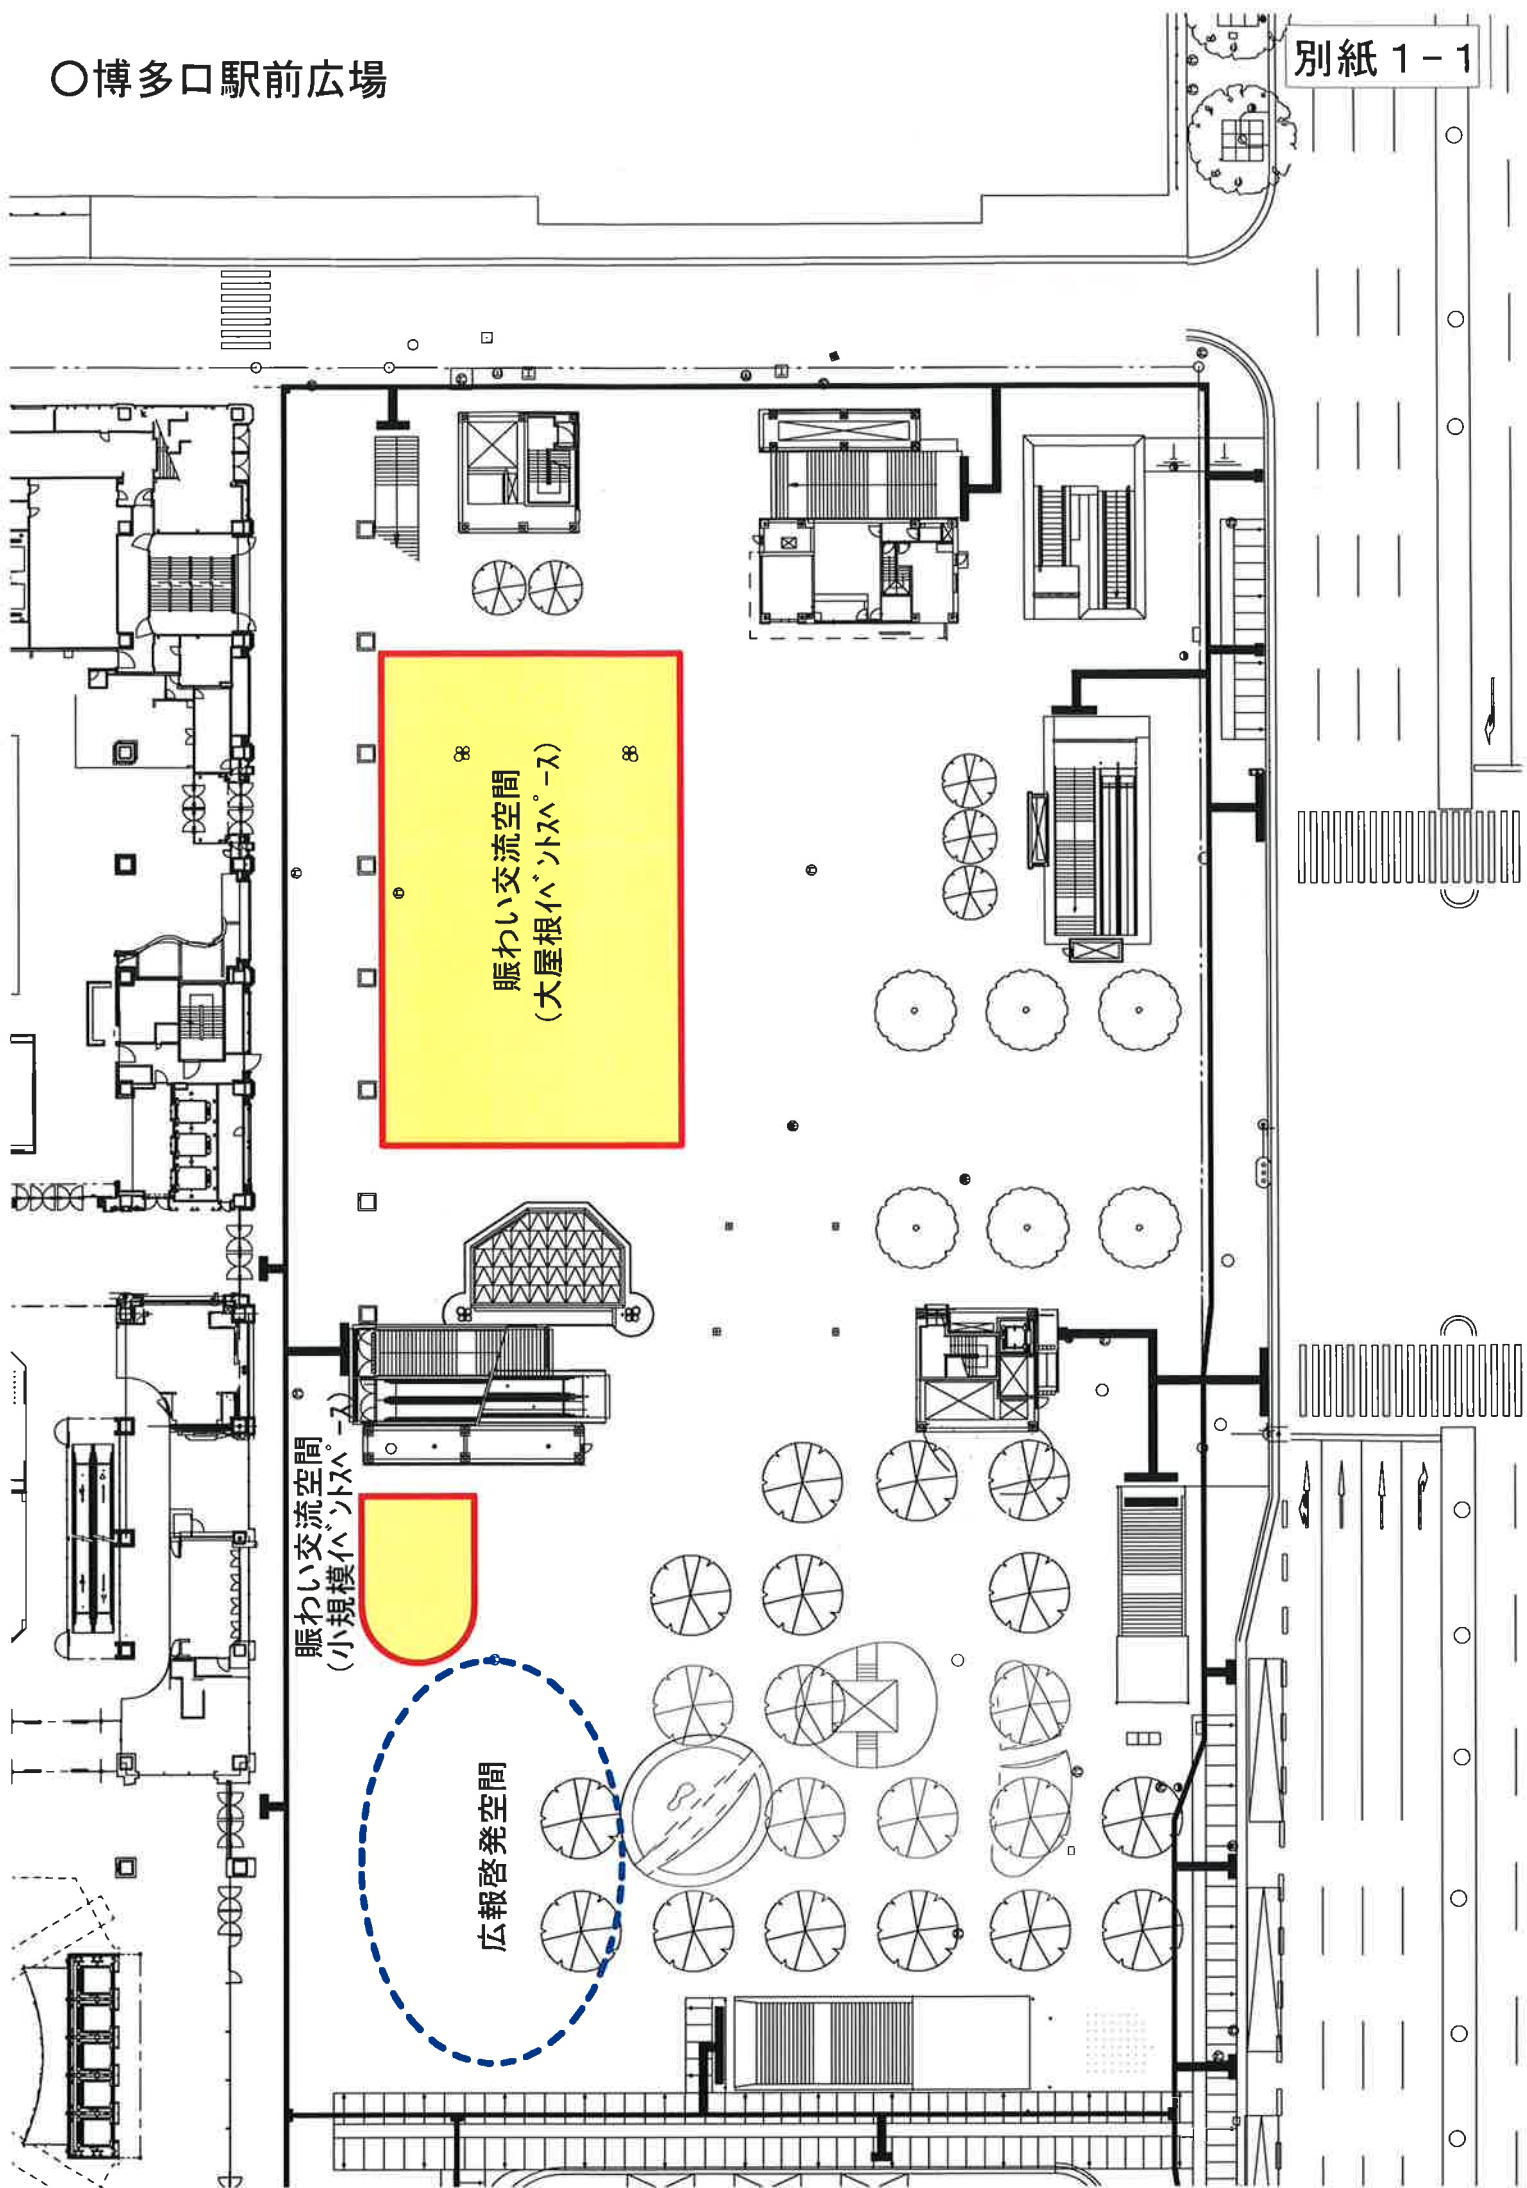 ○博多口駅前広場
別紙１－１
賑わい交流空間
(大屋根ｲﾍﾞﾝﾄｽﾍﾟｰｽ)
賑わい交流空間
(小規模ｲﾍﾞﾝﾄｽﾍﾟｰｽ)
広報啓発空間